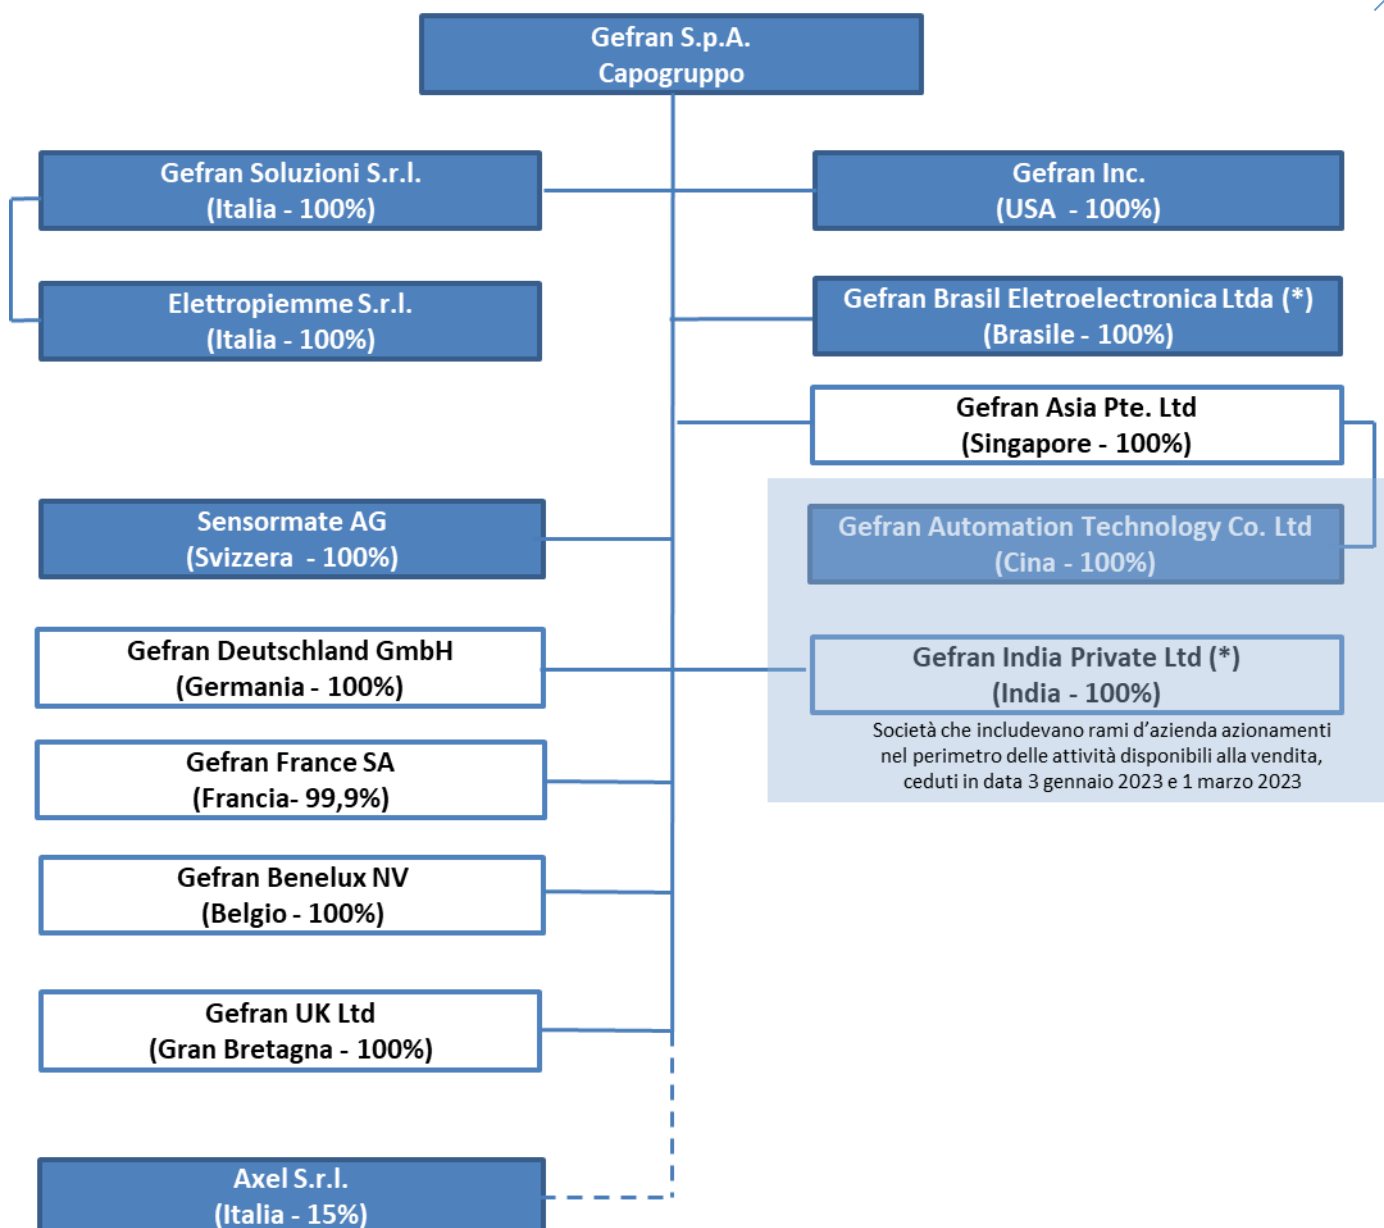 Gefran S.p.A.
Capogruppo
Gefran Soluzioni S.r.l.
(Italia - 100%)
Gefran Inc.
(USA - 100%)
Elettropiemme S.r.l.
(Italia - 100%)
Gefran Brasil Eletroelectronica Ltda (*)
(Brasile - 100%)
Gefran Asia Pte. Ltd
(Singapore - 100%)
Sensormate AG
(Svizzera - 100%)
Gefran Automation Technology Co. Ltd
(Cina - 100%)
Gefran Deutschland GmbH
(Germania - 100%)
Gefran India Private Ltd (*)
(India - 100%)
Società che includevano rami d'azienda azionamenti
nel perimetro delle attività disponibili alla vendita,
ceduti in data 3 gennaio 2023 e 1 marzo 2023
Gefran France SA
(Francia- 99,9%)
Gefran Benelux NV
(Belgio - 100%)
Gefran UK Ltd
(Gran Bretagna - 100%)
Axel S.r.l.
(Italia - 15%)